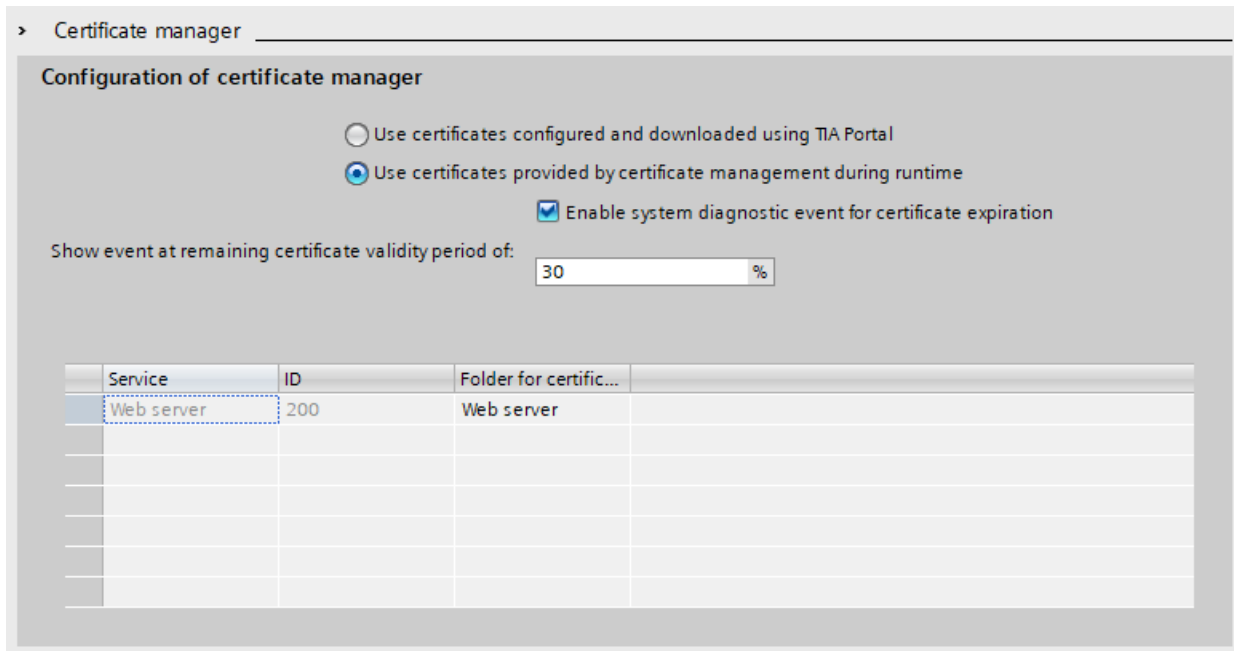 Certificate manager
Configuration of certificate manager
Use certificates configured and downloaded using TIA Portal
Use certificates provided by certificate management during runtime
Enable system diagnostic event for certificate expiration
Show event at remaining certificate validity period of:
30 %
Service ID Folder for certific...
Web server 200 Web server